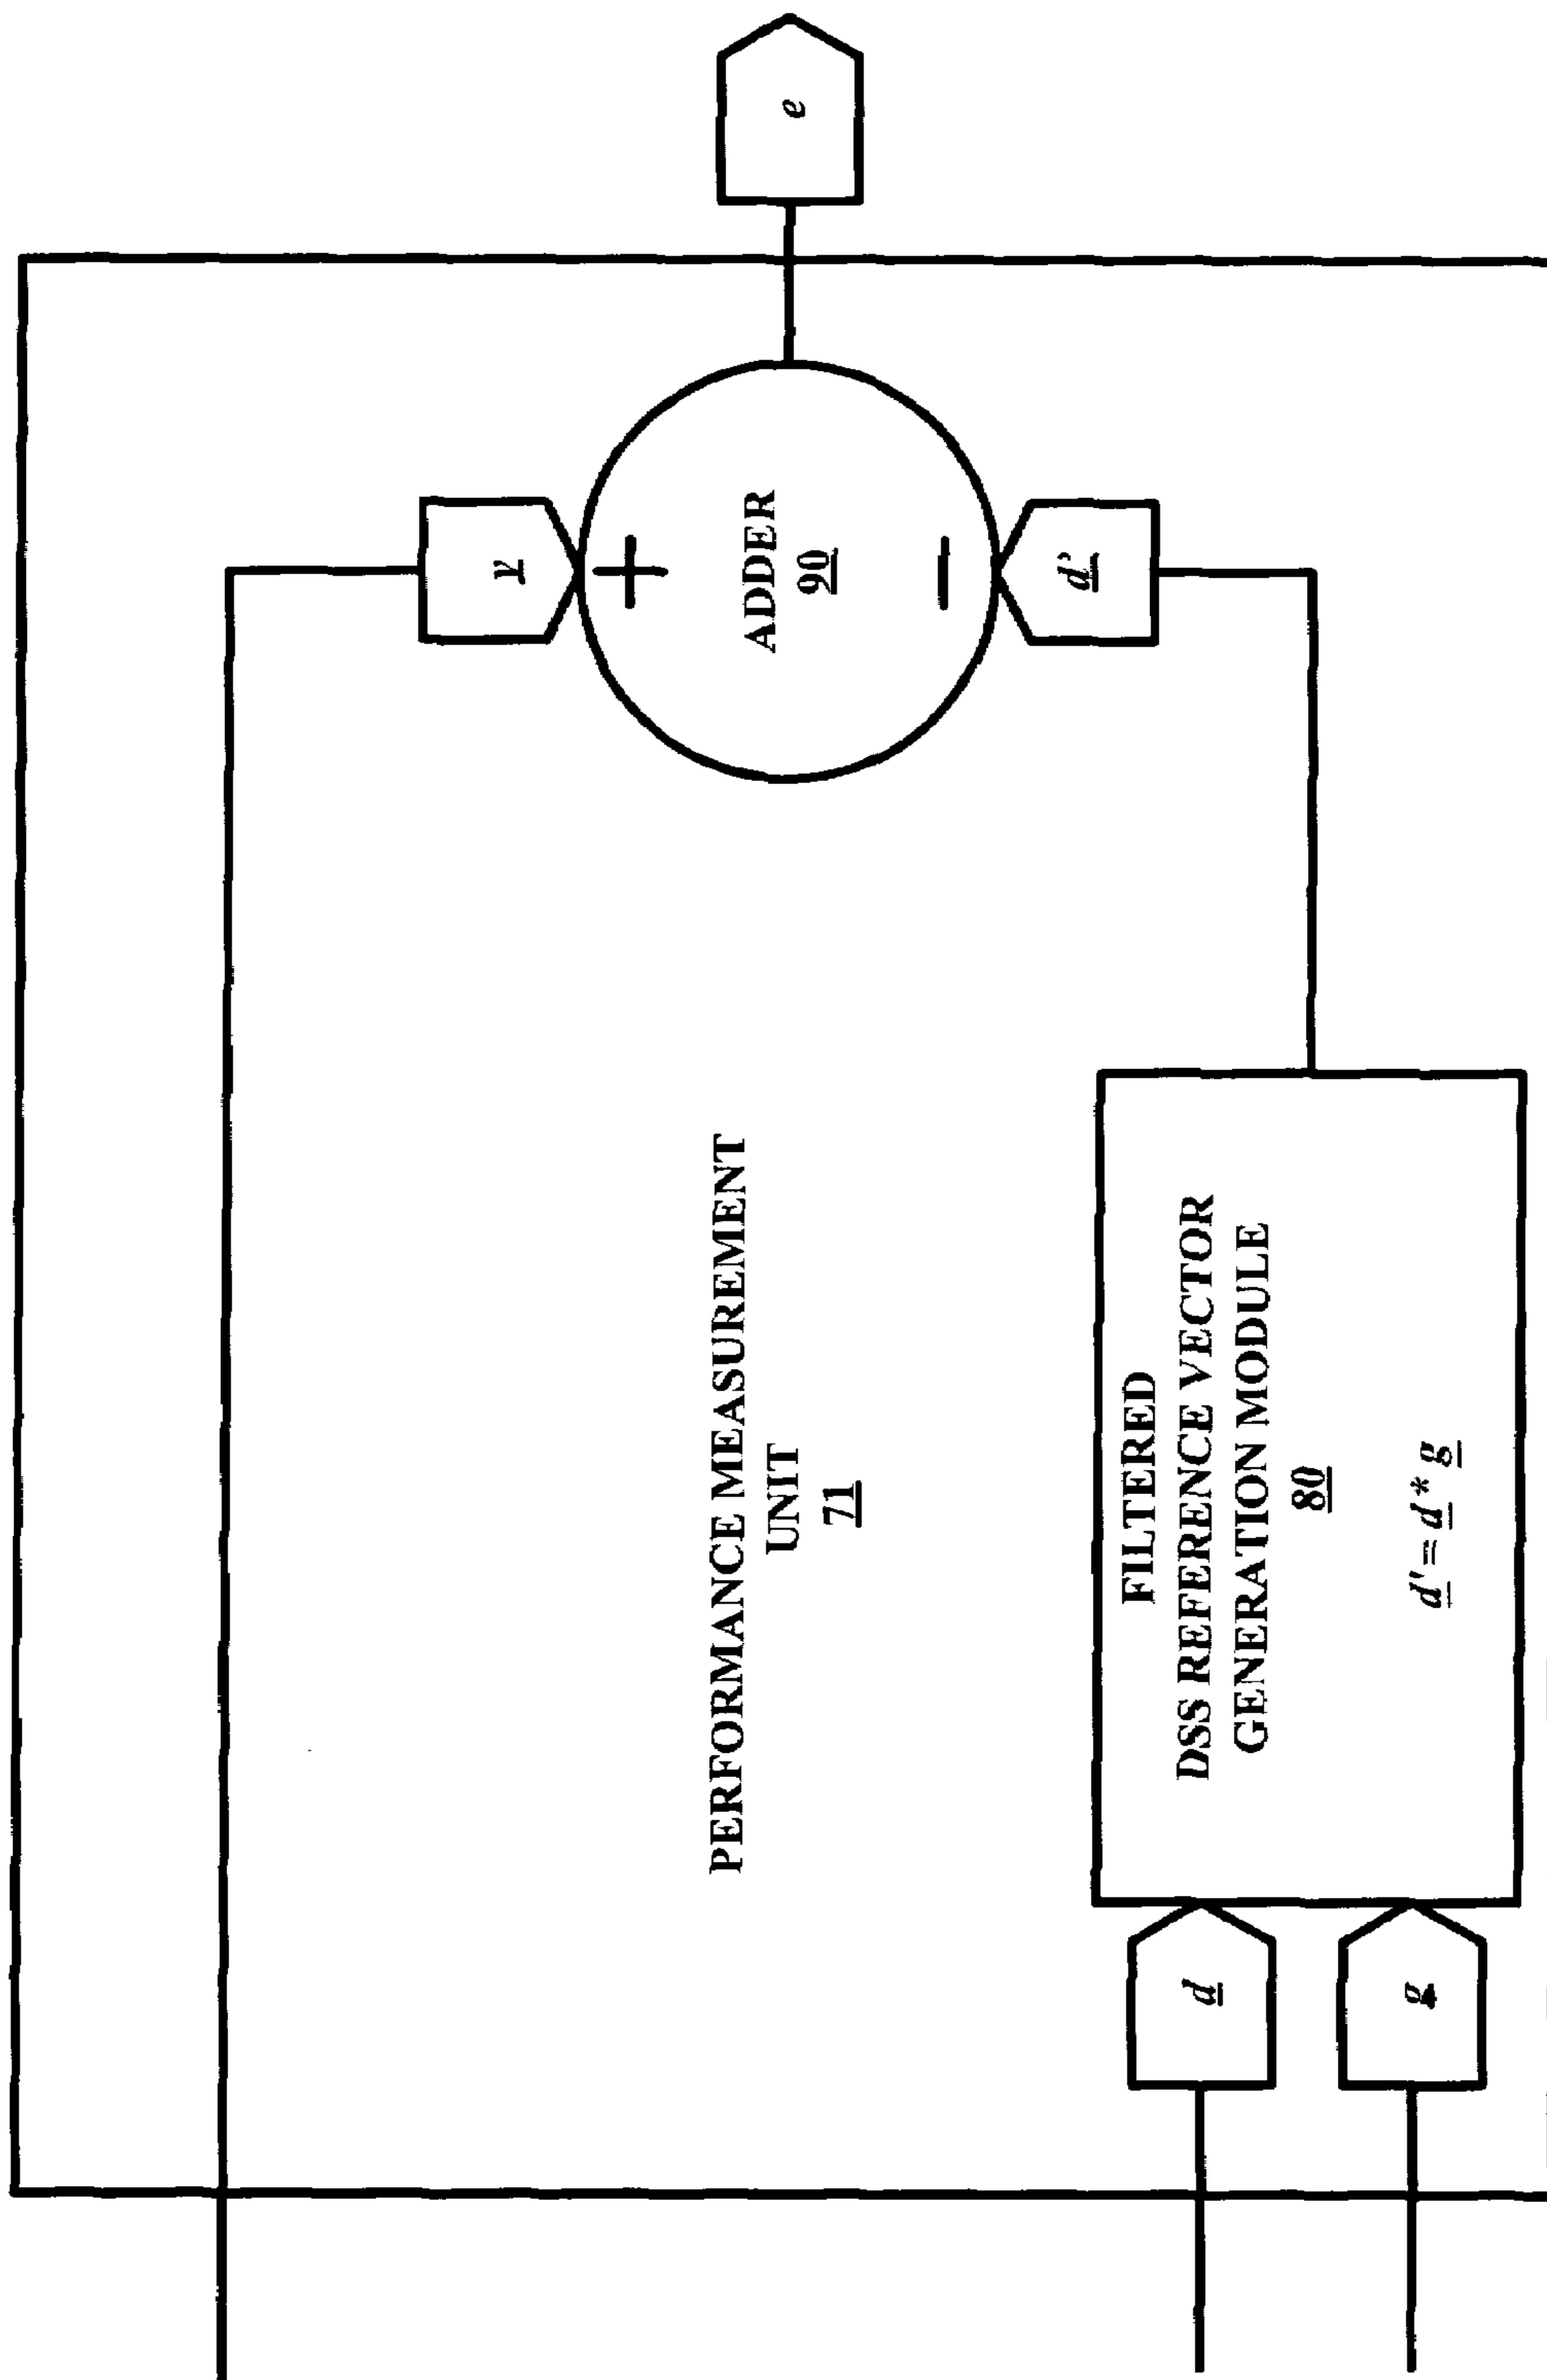 e
y
+
ADDER
90
−
d'
PERFORMANCE MEASUREMENT
UNIT
71
FILTERED
DSS REFERENCE VECTOR
GENERATION MODULE
80
d'=d*g
d
g